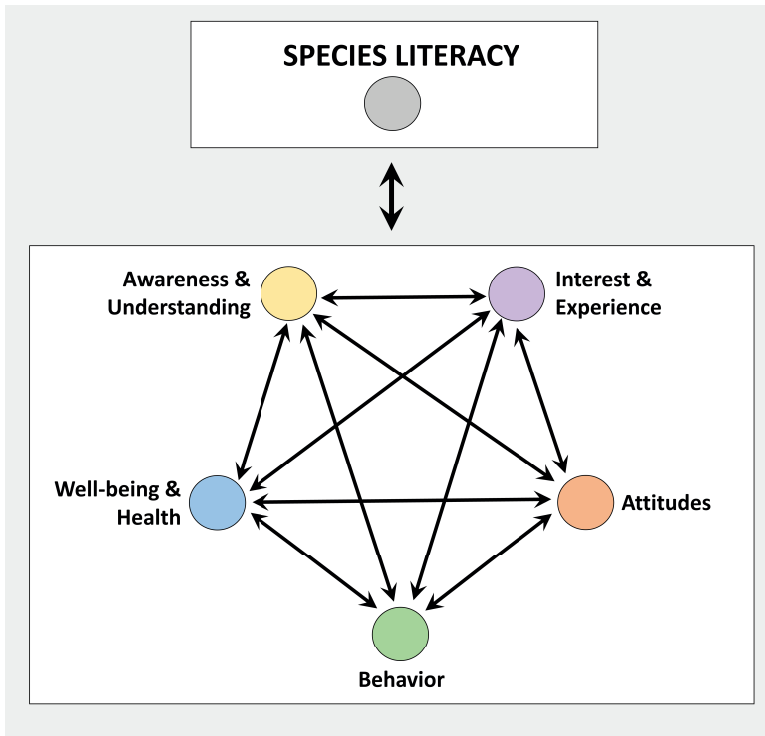 SPECIES LITERACY
Awareness &
Understanding
Interest &
Experience
Well-being &
Health
Attitudes
Behavior